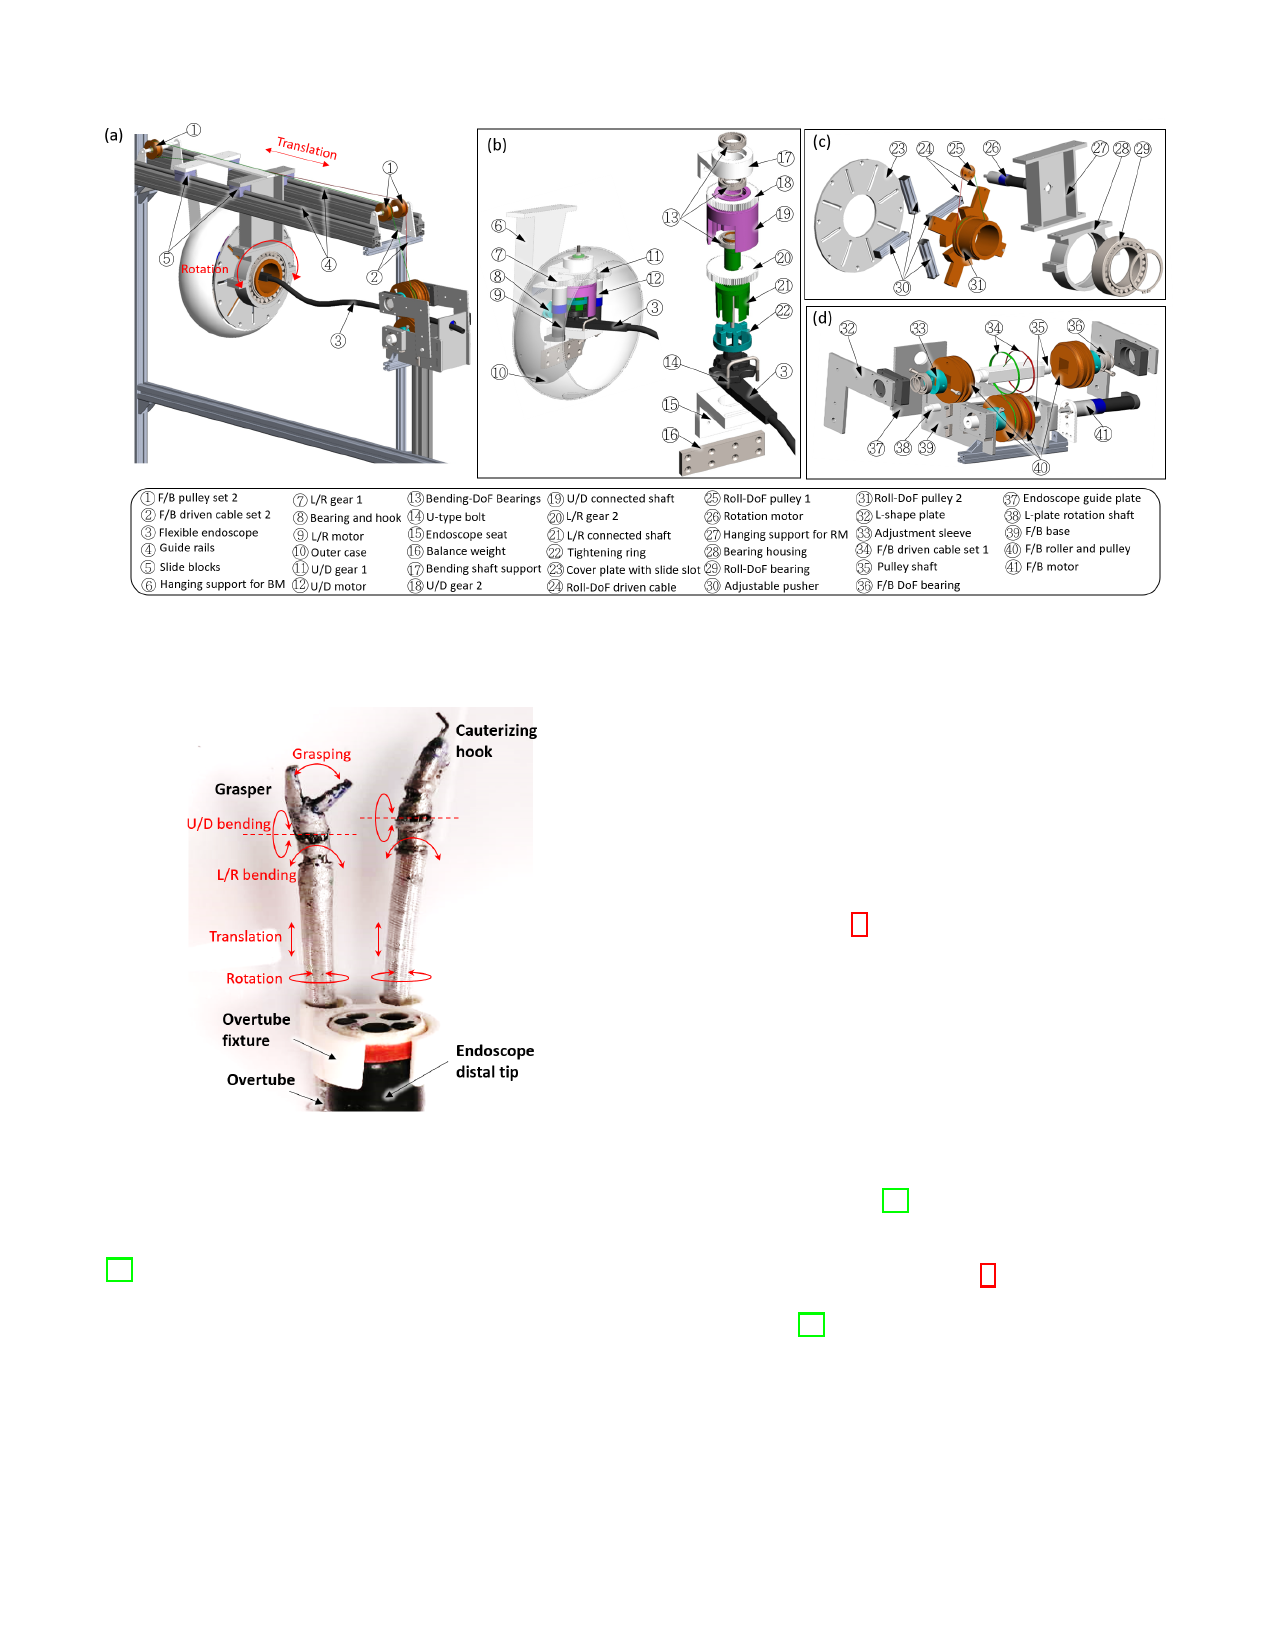 (a)
①
Translation
①
⑤
Rotation
④
②
③
(b)
⑥
⑦
⑧
⑨
⑩
⑪
⑫
③
⑬
⑰
⑱
⑲
⑳
㉑
㉒
⑭
③
⑮
⑯
(c)
㉓
㉔
㉕
㉖
㉗
㉘
㉙
㉚
㉛
(d)
㉜
㉝
㉞
㉟
㊱
㊲
㊳
㊴
㊵
㊶
① F/B pulley set 2
② F/B driven cable set 2
③ Flexible endoscope
④ Guide rails
⑤ Slide blocks
⑥ Hanging support for BM
⑦ L/R gear 1
⑧ Bearing and hook
⑨ L/R motor
⑩ Outer case
⑪ U/D gear 1
⑫ U/D motor
⑬ Bending-DoF Bearings
⑭ U-type bolt
⑮ Endoscope seat
⑯ Balance weight
⑰ Bending shaft support
⑱ U/D gear 2
⑲ U/D connected shaft
⑳ L/R gear 2
㉑ L/R connected shaft
㉒ Tightening ring
㉓ Cover plate with slide slot
㉔ Roll-DoF driven cable
㉕ Roll-DoF pulley 1
㉖ Rotation motor
㉗ Hanging support for RM
㉘ Bearing housing
㉙ Roll-DoF bearing
㉚ Adjustable pusher
㉛ Roll-DoF pulley 2
㉜ L-shape plate
㉝ Adjustment sleeve
㉞ F/B driven cable set 1
㉟ Pulley shaft
㊱ F/B DoF bearing
㊲ Endoscope guide plate
㊳ L-plate rotation shaft
㊴ F/B base
㊵ F/B roller and pulley
㊶ F/B motor
Cauterizing
hook
Grasping
Grasper
U/D bending
L/R bending
Translation
Rotation
Overtube
fixture
Endoscope
distal tip
Overtube